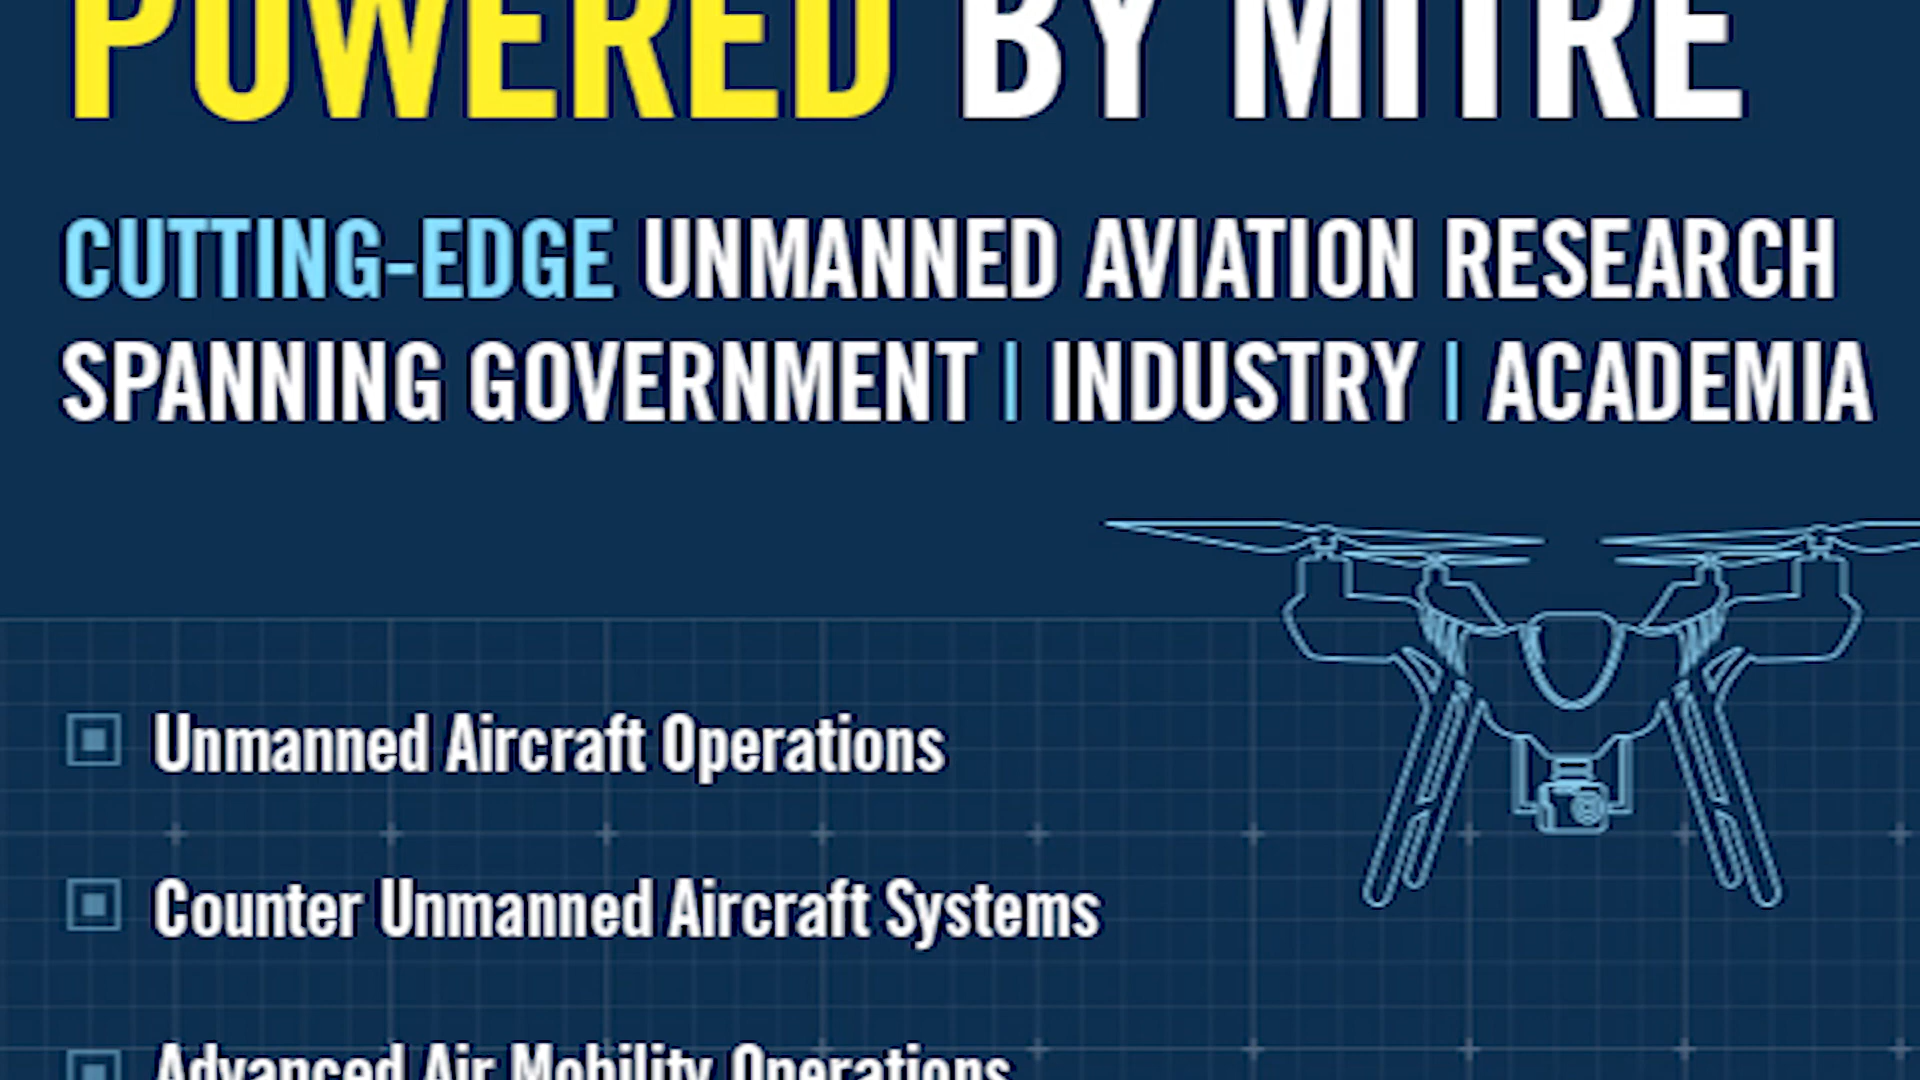 POWERED BY MITRE
CUTTING-EDGE UNMANNED AVIATION RESEARCH
SPANNING GOVERNMENT | INDUSTRY | ACADEMIA
Unmanned Aircraft Operations
Counter Unmanned Aircraft Systems
Advanced Air Mobility Operations